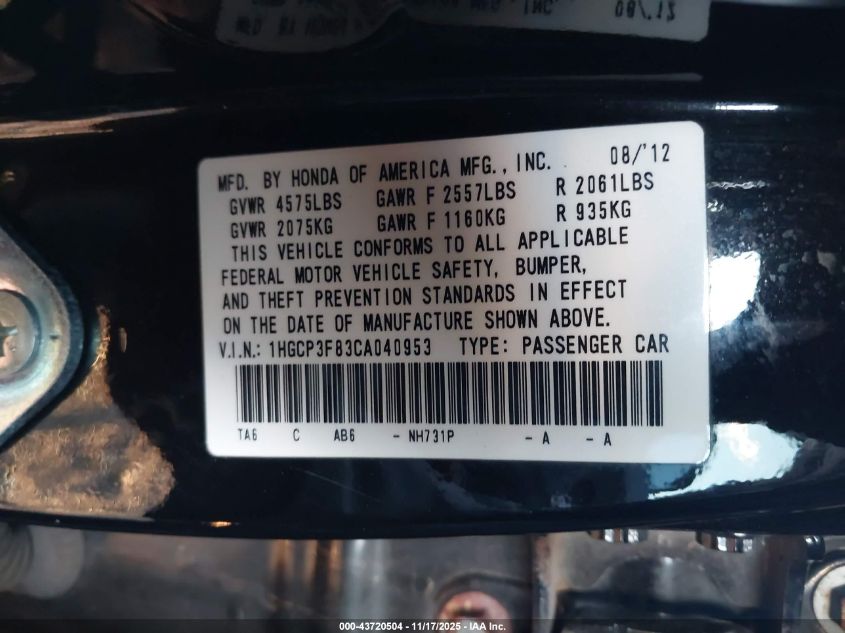 08/'12
MFD. BY HONDA OF AMERICA MFG., INC. 08/'12
GVWR 4575LBS GAWR F 2557LBS R 2061LBS
GVWR 2075KG GAWR F 1160KG R 935KG
THIS VEHICLE CONFORMS TO ALL APPLICABLE
FEDERAL MOTOR VEHICLE SAFETY, BUMPER,
AND THEFT PREVENTION STANDARDS IN EFFECT
ON THE DATE OF MANUFACTURE SHOWN ABOVE.
V.I.N.: 1HGCP3F83CA040953 TYPE: PASSENGER CAR
TA6 C AB6 - NH731P - A - A
000-43720504 - 11/17/2025 - IAA Inc.